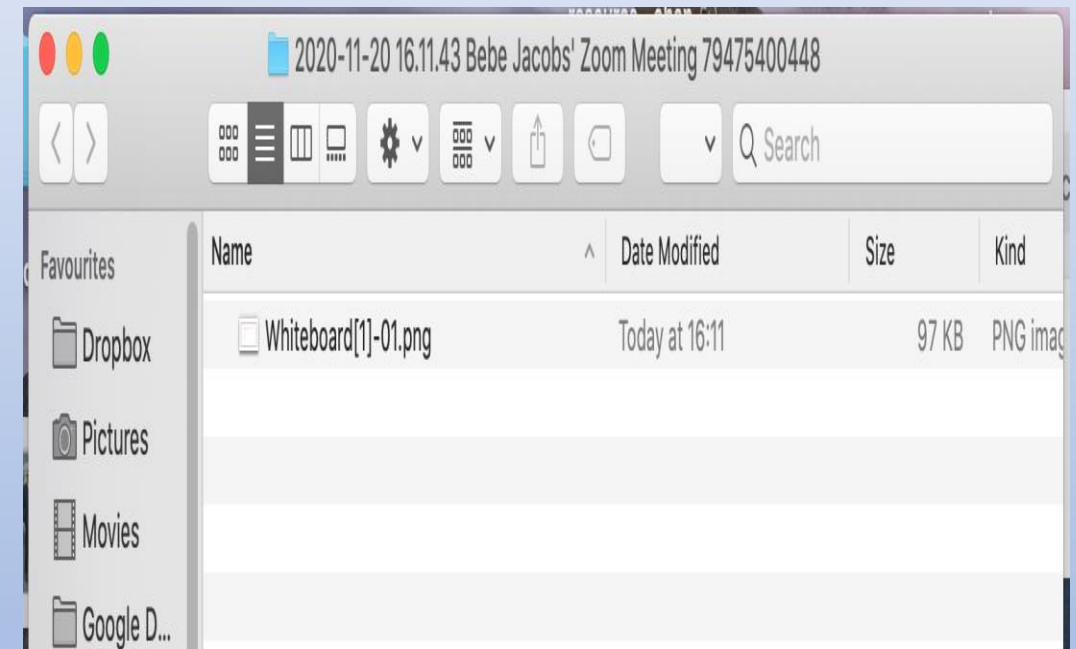 2020-11-20 16.11.43 Bebe Jacobs' Zoom Meeting 79475400448
Search
Favourites
Name Date Modified Size Kind
Dropbox
Whiteboard[1]-01.png Today at 16:11 97 KB PNG imag
Pictures
Movies
Google D...